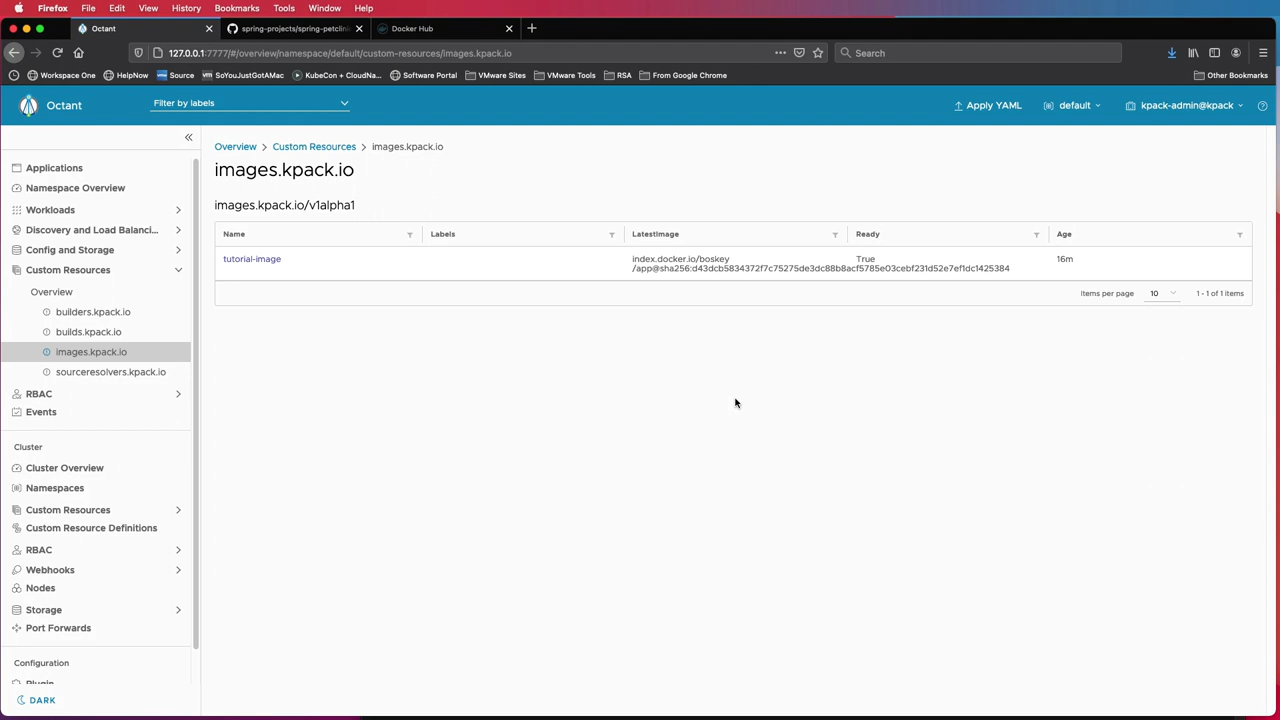 Firefox File Edit View History Bookmarks Tools Window Help
Octant spring-projects/spring-petclini Docker Hub
127.0.0.1:7777/#/overview/namespace/default/custom-resources/images.kpack.io Search
Workspace One HelpNow Source SoYouJustGotAMac KubeCon + CloudNa... Software Portal VMware Sites VMware Tools RSA From Google Chrome Other Bookmarks
Octant Filter by labels Apply YAML default kpack-admin@kpack
Overview > Custom Resources > images.kpack.io
images.kpack.io
images.kpack.io/v1alpha1
Name Labels LatestImage Ready Age
tutorial-image index.docker.io/boskey True 16m
/app@sha256:d43dcb5834372f7c75275de3dc88b8acf5785e03cebf231d52e7ef1dc1425384
Items per page 10 1 - 1 of 1 items
Applications
Namespace Overview
Workloads
Discovery and Load Balanci...
Config and Storage
Custom Resources
Overview
builders.kpack.io
builds.kpack.io
images.kpack.io
sourceresolvers.kpack.io
RBAC
Events
Cluster
Cluster Overview
Namespaces
Custom Resources
Custom Resource Definitions
RBAC
Webhooks
Nodes
Storage
Port Forwards
Configuration
Plugin
DARK